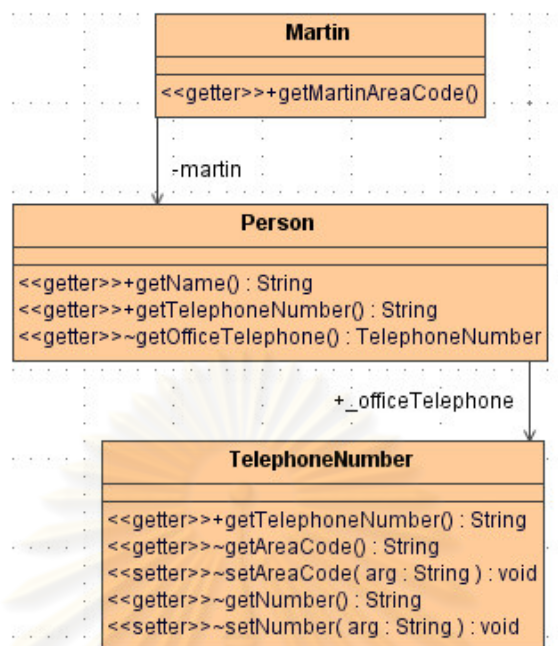 Martin
<<getter>>+getMartinAreaCode()
-martin
Person
<<getter>>+getName() : String
<<getter>>+getTelephoneNumber() : String
<<getter>>~getOfficeTelephone() : TelephoneNumber
+_officeTelephone
TelephoneNumber
<<getter>>+getTelephoneNumber() : String
<<getter>>~getAreaCode() : String
<<setter>>~setAreaCode( arg : String ) : void
<<getter>>~getNumber() : String
<<setter>>~setNumber( arg : String ) : void